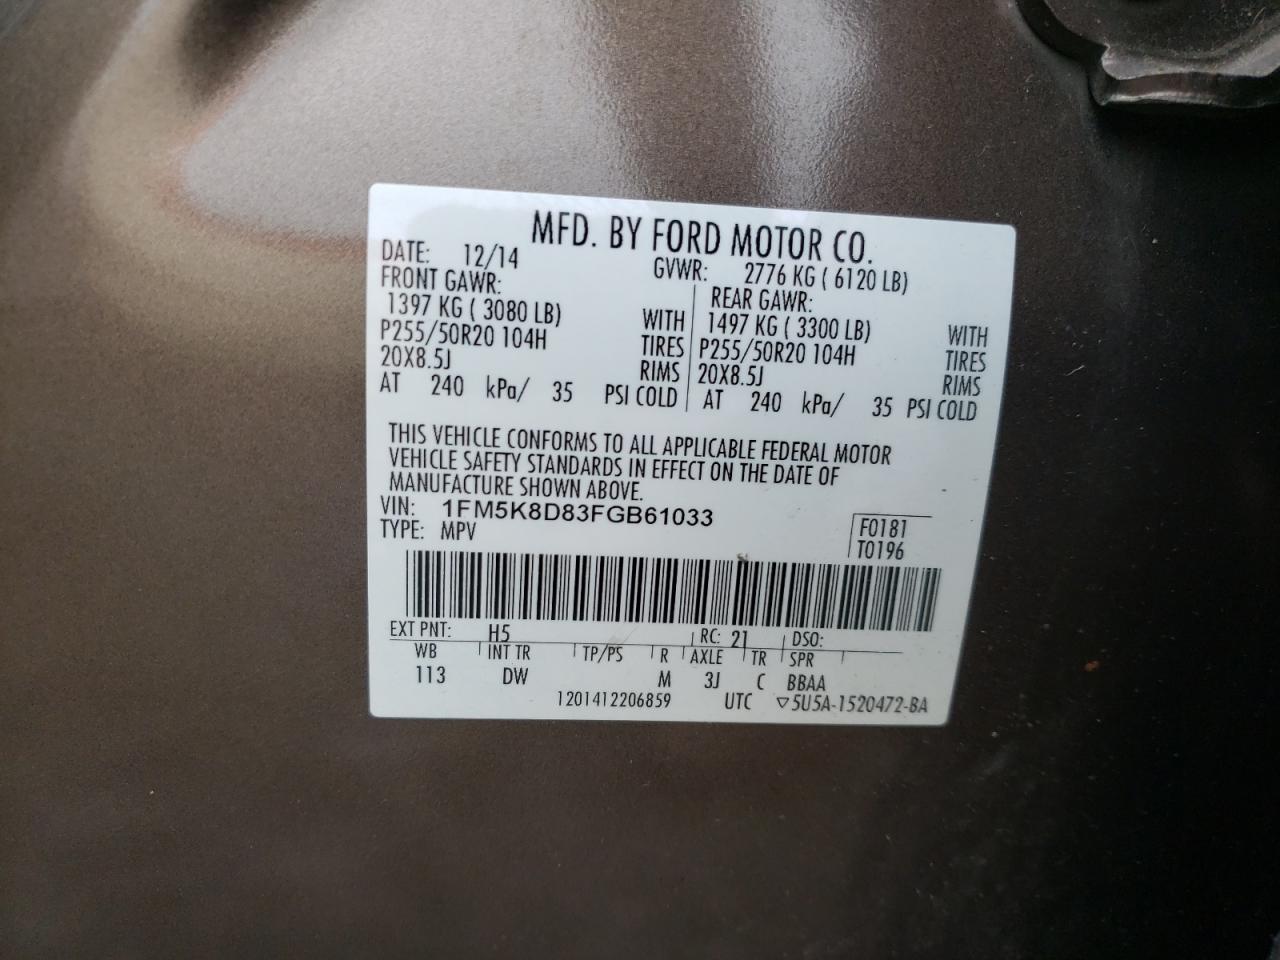 MFD. BY FORD MOTOR CO.
DATE: 12/14 GVWR: 2776 KG ( 6120 LB)
FRONT GAWR: REAR GAWR:
1397 KG ( 3080 LB) WITH 1497 KG ( 3300 LB) WITH
P255/50R20 104H TIRES P255/50R20 104H TIRES
20X8.5J RIMS 20X8.5J RIMS
AT 240 kPa/ 35 PSI COLD AT 240 kPa/ 35 PSI COLD
THIS VEHICLE CONFORMS TO ALL APPLICABLE FEDERAL MOTOR
VEHICLE SAFETY STANDARDS IN EFFECT ON THE DATE OF
MANUFACTURE SHOWN ABOVE.
VIN: 1FM5K8D83FGB61033 F0181
TYPE: MPV T0196
EXT PNT: H5 RC: 21 DSO:
WB INT TR TP/PS R AXLE TR SPR
113 DW M 3J C BBAA
1201412206859 UTC ▽5U5A-1520472-BA